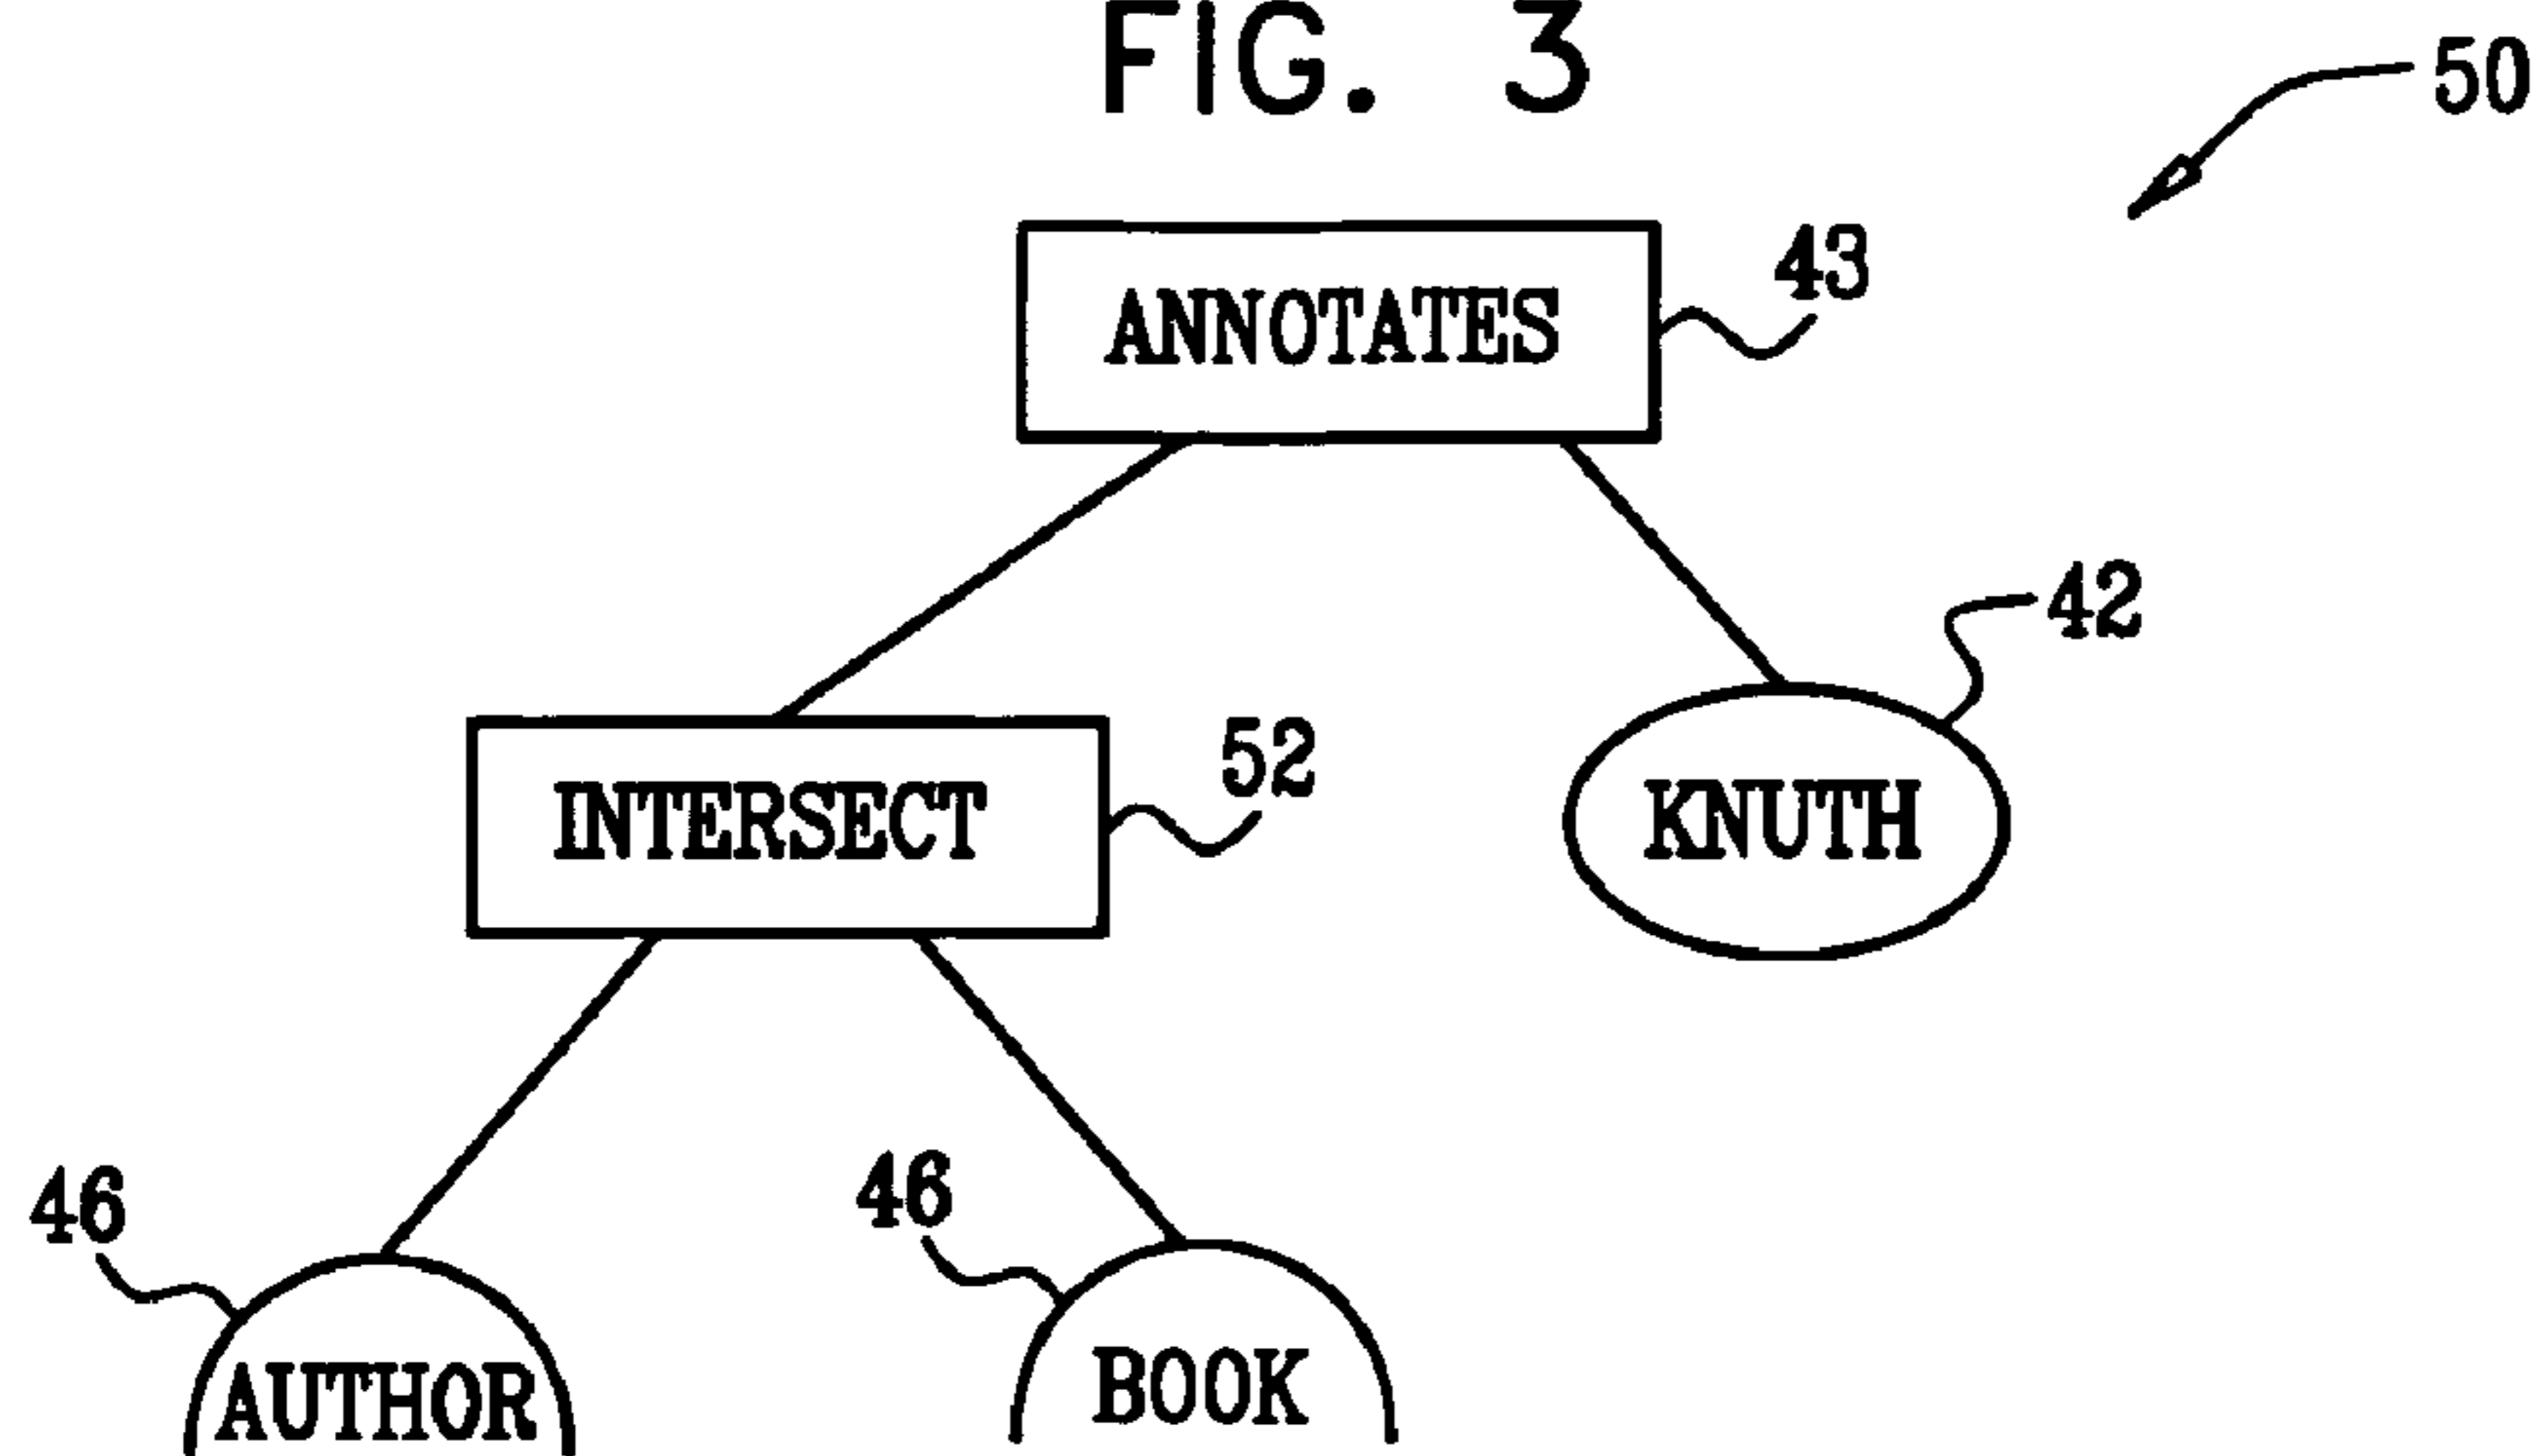 FIG. 3
50
43
ANNOTATES
42
52
INTERSECT
KNUTH
46
46
AUTHOR
BOOK